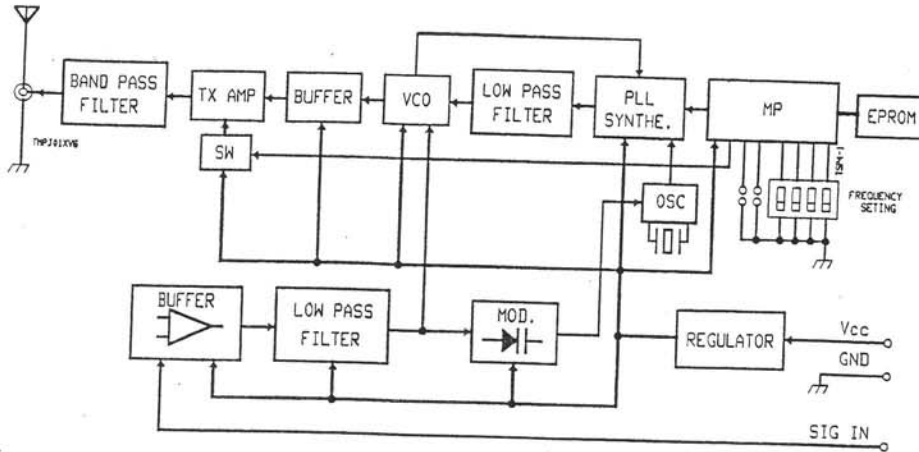 BAND PASS
FILTER
TX AMP
BUFFER
VCO
LOW PASS
FILTER
PLL
SYNTHE.
MP
EPROM
SW
OSC
FREQUENCY
SETING
BUFFER
LOW PASS
FILTER
MOD.
REGULATOR
Vcc
GND
SIG IN